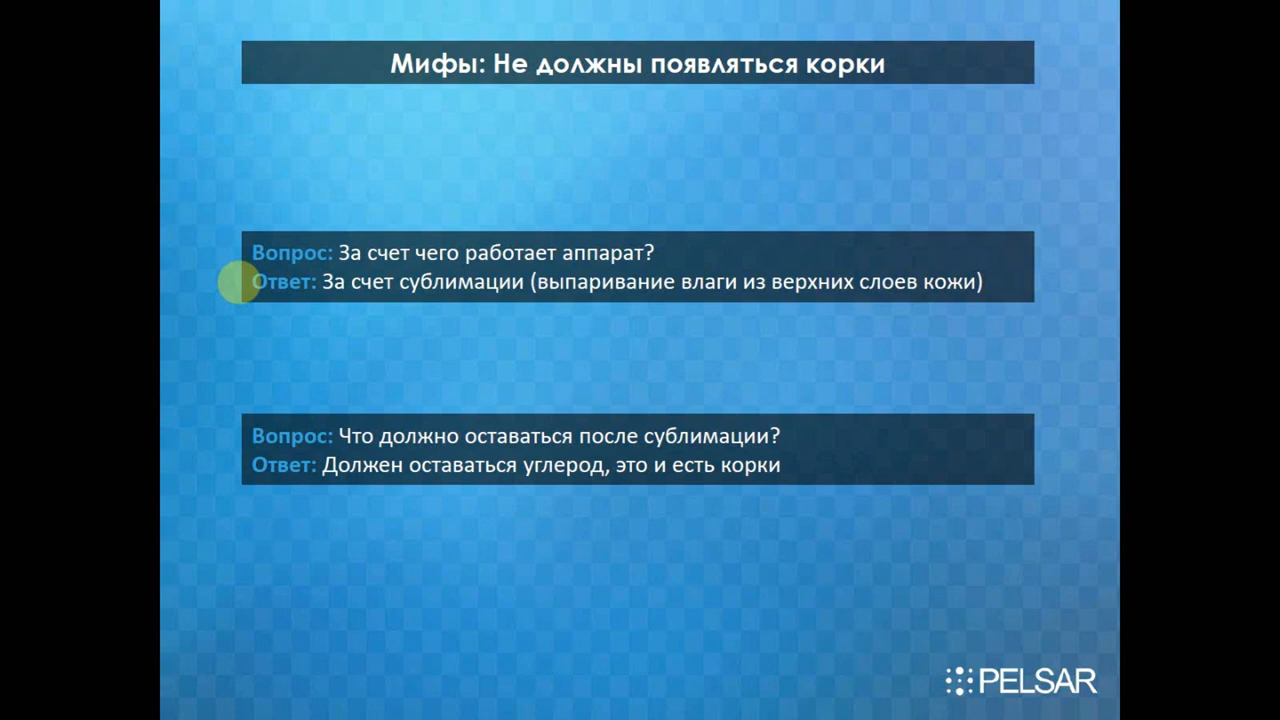 Мифы: Не должны появляться корки
Вопрос: За счет чего работает аппарат?
Ответ: За счет сублимации (выпаривание влаги из верхних слоев кожи)
Вопрос: Что должно оставаться после сублимации?
Ответ: Должен оставаться углерод, это и есть корки
PELSAR